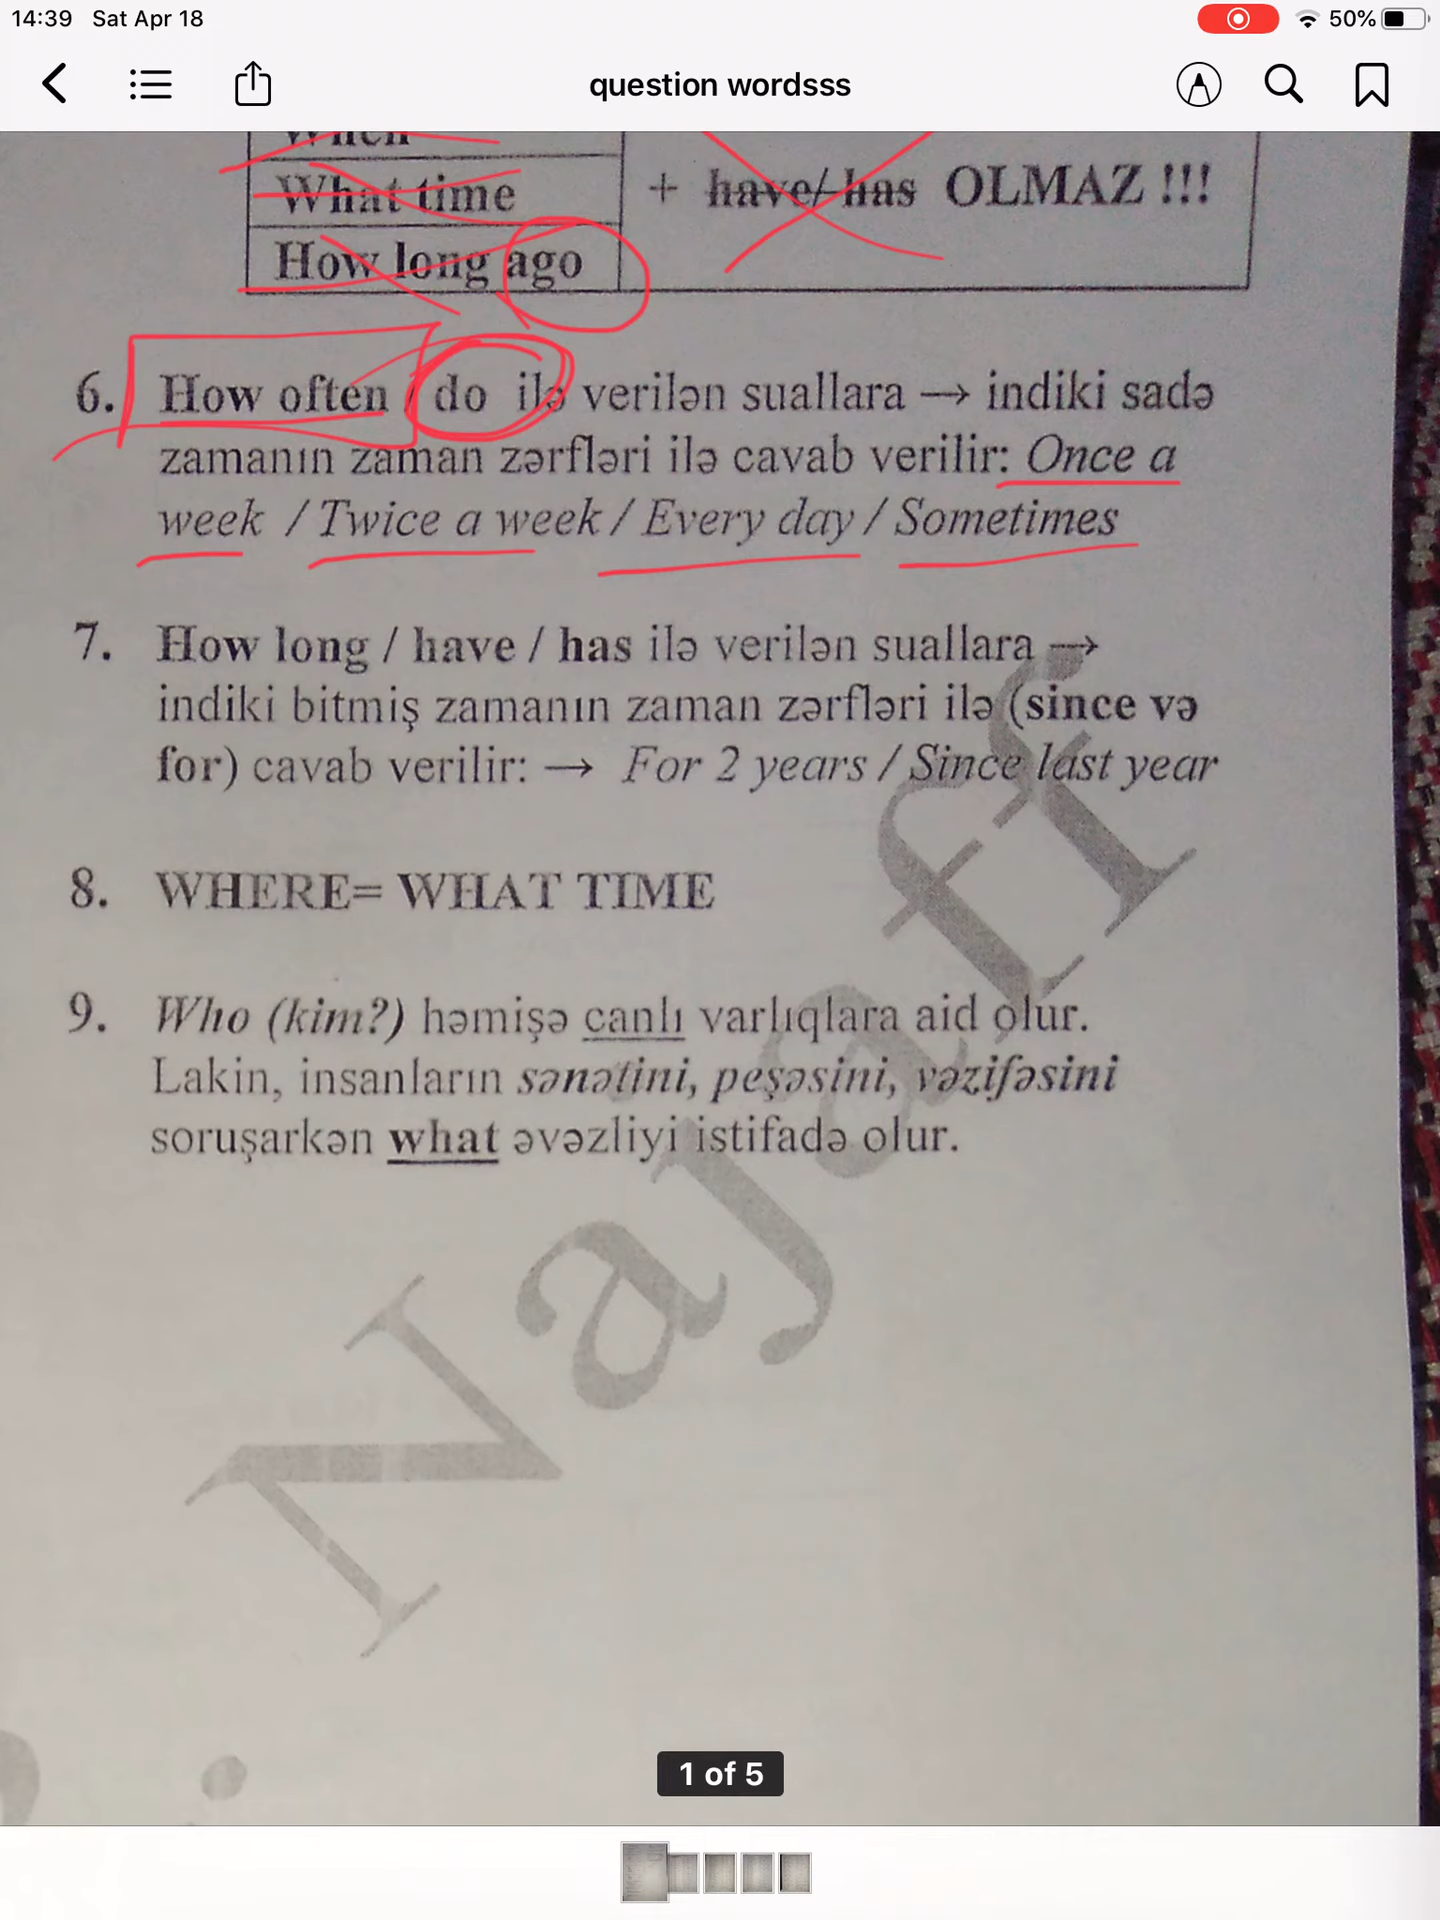 14:39 Sat Apr 18
50%
question wordsss
When
What time
+ have/ has OLMAZ !!!
How long ago
6. How often / do ilə verilən suallara → indiki sadə
zamanın zaman zərfləri ilə cavab verilir: Once a
week / Twice a week / Every day / Sometimes
7. How long / have / has ilə verilən suallara →
indiki bitmiş zamanın zaman zərfləri ilə (since və
for) cavab verilir: → For 2 years / Since last year
8. WHERE= WHAT TIME
9. Who (kim?) həmişə canlı varlıqlara aid olur.
Lakin, insanların sənətini, peşəsini, vəzifəsini
soruşarkən what əvəzliyi istifadə olur.
Najaff
1 of 5